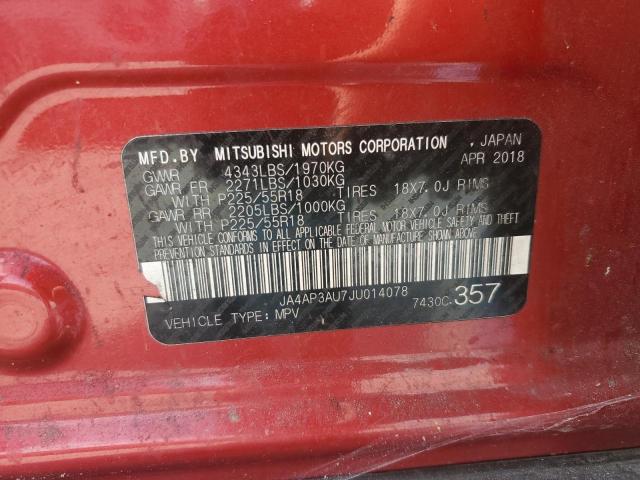 MFD.BY MITSUBISHI MOTORS CORPORATION , JAPAN
GVWR 4343LBS/1970KG APR 2018
GAWR FR 2271LBS/1030KG
WITH P225/55R18 TIRES 18X7.0J RIMS
GAWR RR 2205LBS/1000KG
WITH P225/55R18 TIRES 18X7.0J RIMS
THIS VEHICLE CONFORMS TO ALL APPLICABLE FEDERAL MOTOR VEHICLE SAFETY AND THEFT
PREVENTION STANDARDS IN EFFECT ON THE DATE OF MANUFACTURE SHOWN ABOVE.
JA4AP3AU7JU014078
VEHICLE TYPE: MPV 7430C-357